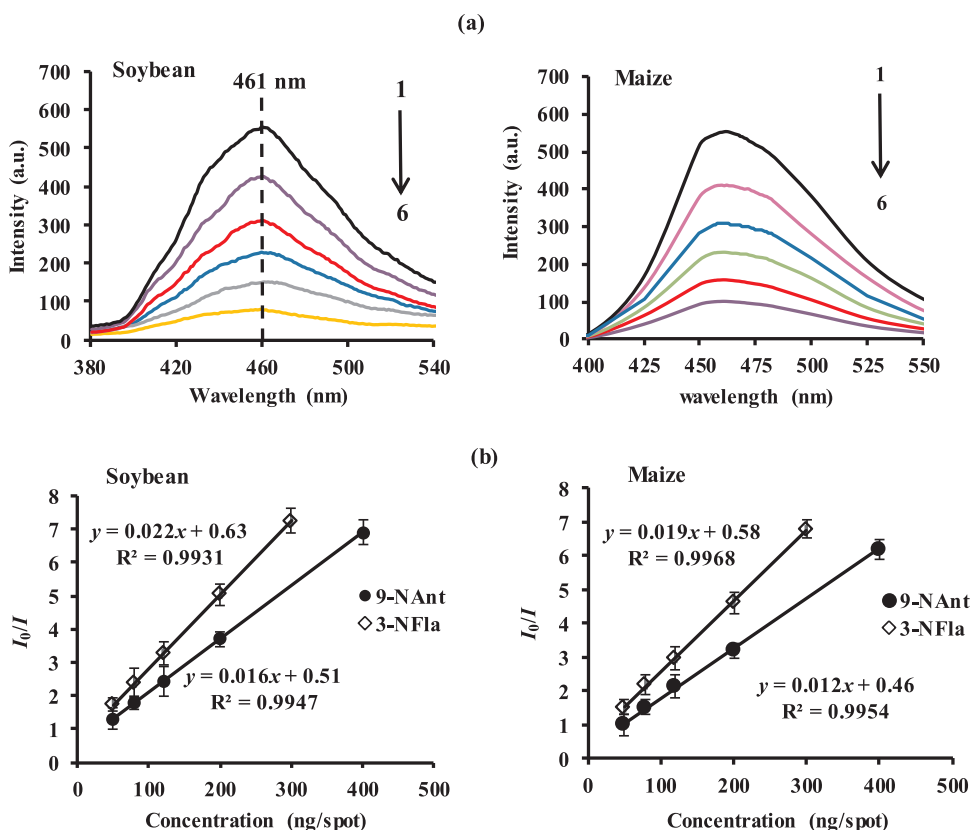 (a)
Soybean
461 nm
1
6
700
600
500
400
300
200
100
0
Intensity (a.u.)
380 420 460 500 540
Wavelength (nm)
Maize
1
6
700
600
500
400
300
200
100
0
Intensity (a.u.)
400 425 450 475 500 525 550
wavelength (nm)
(b)
Soybean
8
7
6
5
4
3
2
1
0
I₀/I
y = 0.022x + 0.63
R² = 0.9931
9-NAnt
3-NFla
y = 0.016x + 0.51
R² = 0.9947
0 100 200 300 400 500
Concentration (ng/spot)
Maize
8
7
6
5
4
3
2
1
0
I₀/I
y = 0.019x + 0.58
R² = 0.9968
9-NAnt
3-NFla
y = 0.012x + 0.46
R² = 0.9954
0 100 200 300 400 500
Concentration (ng/spot)